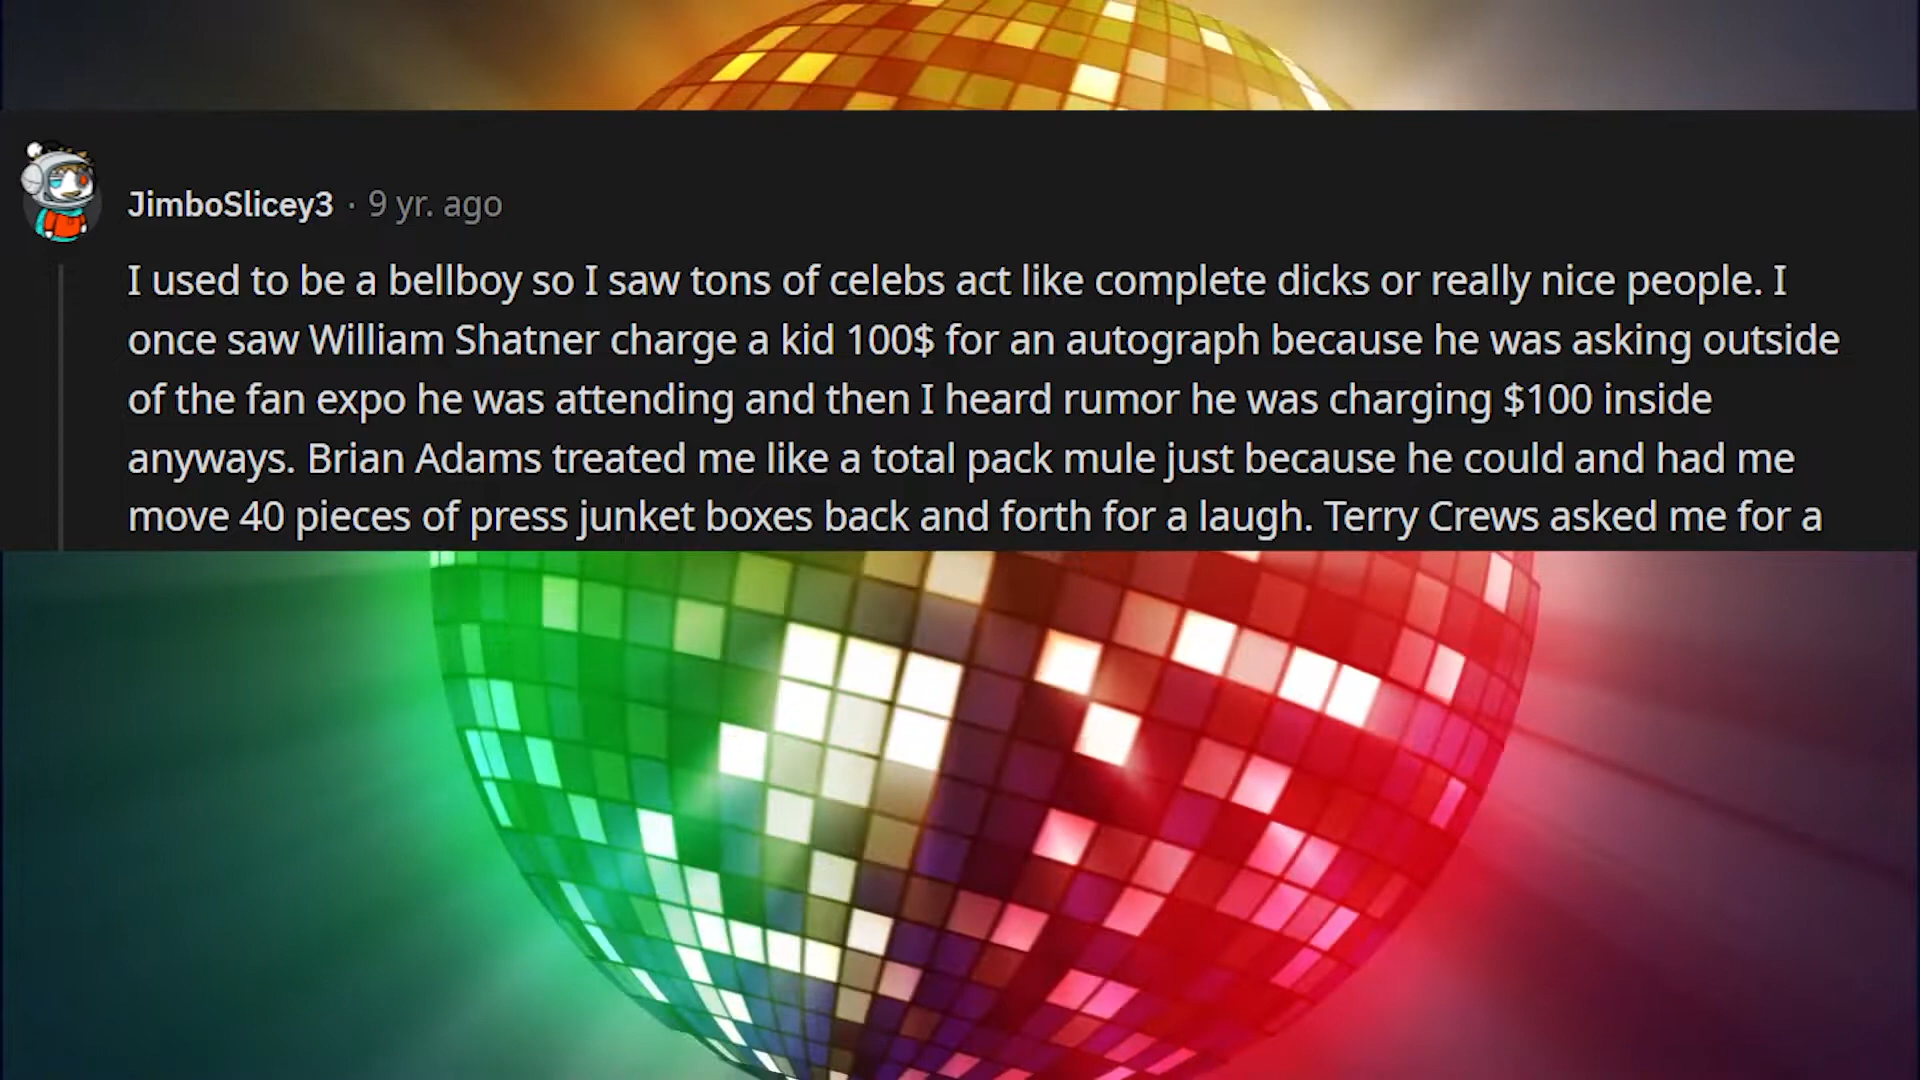 JimboSlicey3 · 9 yr. ago
I used to be a bellboy so I saw tons of celebs act like complete dicks or really nice people. I
once saw William Shatner charge a kid 100$ for an autograph because he was asking outside
of the fan expo he was attending and then I heard rumor he was charging $100 inside
anyways. Brian Adams treated me like a total pack mule just because he could and had me
move 40 pieces of press junket boxes back and forth for a laugh. Terry Crews asked me for a